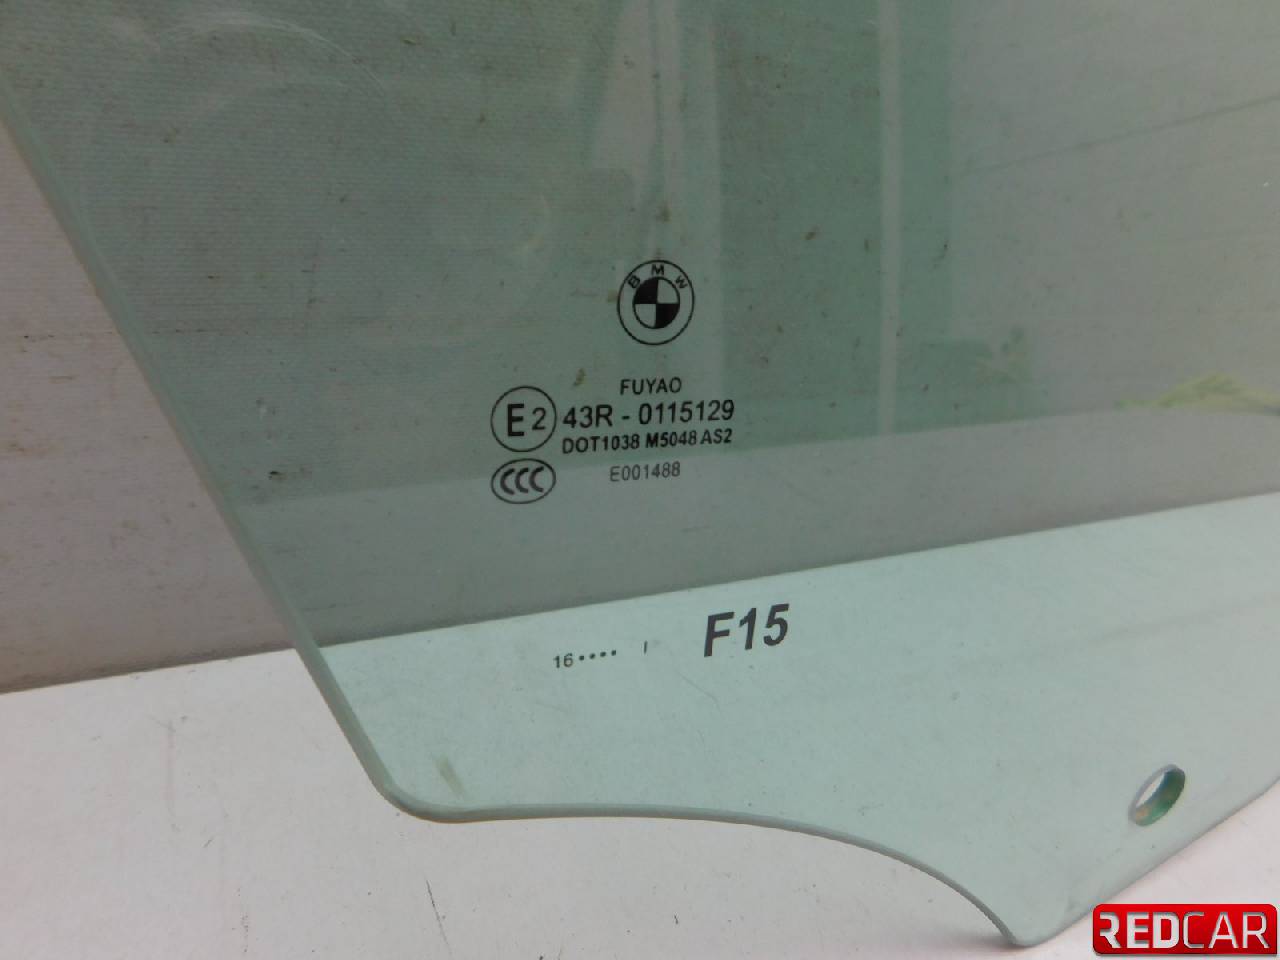 BMW
FUYAO
E2 43R - 0115129
DOT1038 M5048 AS2
CCC E001488
16•••• I F15
REDCAR